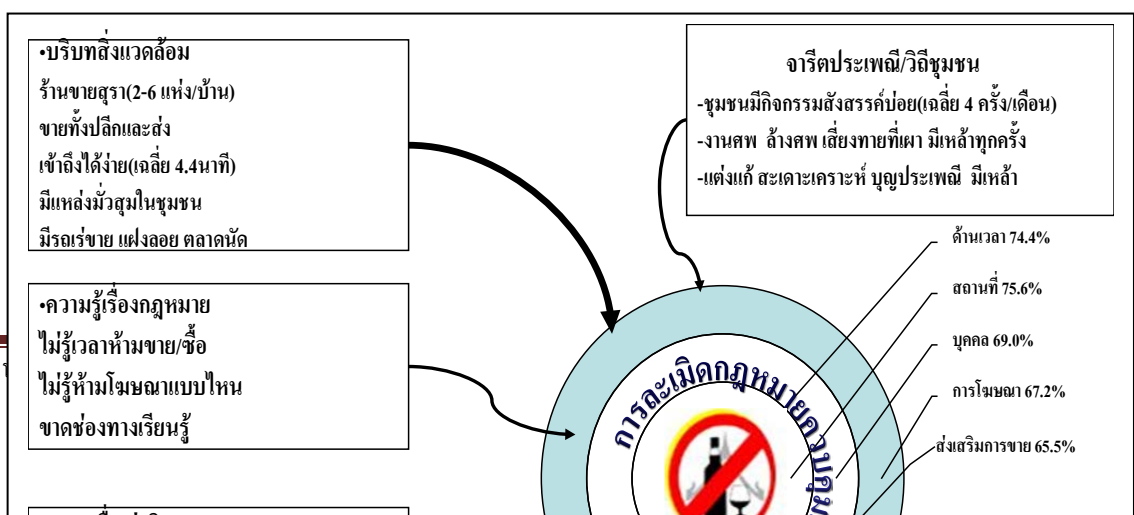 •บริบทสิ่งแวดล้อม
ร้านขายสุรา(2-6 แห่ง/บ้าน)
ขายทั้งปลีกและส่ง
เข้าถึงได้ง่าย(เฉลี่ย 4.4นาที)
มีแหล่งมั่วสุมในชุมชน
มีรถเร่ขาย แฝงลอย ตลาดนัด
จารีตประเพณี/วิถีชุมชน
-ชุมชนมีกิจกรรมสังสรรค์บ่อย(เฉลี่ย 4 ครั้ง/เดือน)
-งานศพ ล้างศพ เสี่ยงทายที่เผา มีเหล้าทุกครั้ง
-แต่งแก้ สะเดาะเคราะห์ บุญประเพณี มีเหล้า
ด้านเวลา 74.4%
สถานที่ 75.6%
บุคคล 69.0%
การโฆษณา 67.2%
ส่งเสริมการขาย 65.5%
•ความรู้เรื่องกฎหมาย
ไม่รู้เวลาห้ามขาย/ซื้อ
ไม่รู้ห้ามโฆษณาแบบไหน
ขาดช่องทางเรียนรู้
การละเมิดกฎหมายควบคุม